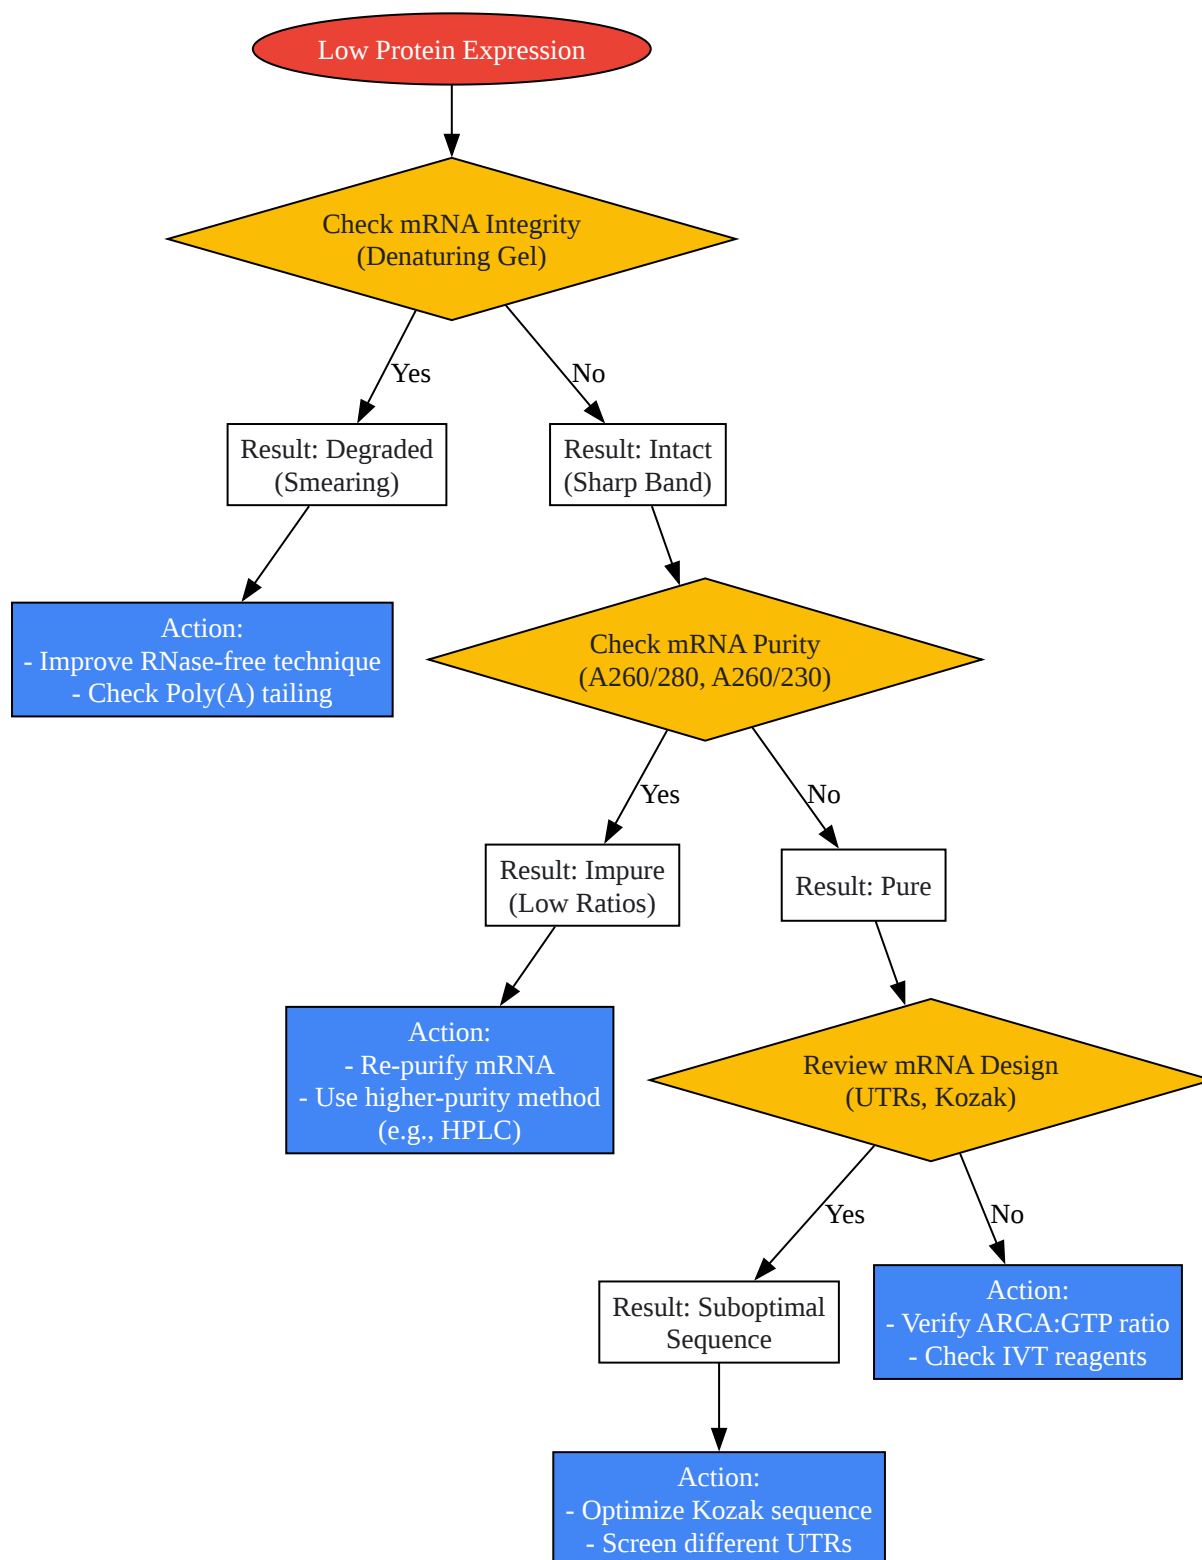 Low Protein Expression
Check mRNA Integrity
(Denaturing Gel)
Yes
No
Result: Degraded
(Smearing)
Result: Intact
(Sharp Band)
Action:
- Improve RNase-free technique
- Check Poly(A) tailing
Check mRNA Purity
(A260/280, A260/230)
Yes
No
Result: Impure
(Low Ratios)
Result: Pure
Action:
- Re-purify mRNA
- Use higher-purity method
(e.g., HPLC)
Review mRNA Design
(UTRs, Kozak)
Yes
No
Result: Suboptimal
Sequence
Action:
- Verify ARCA:GTP ratio
- Check IVT reagents
Action:
- Optimize Kozak sequence
- Screen different UTRs